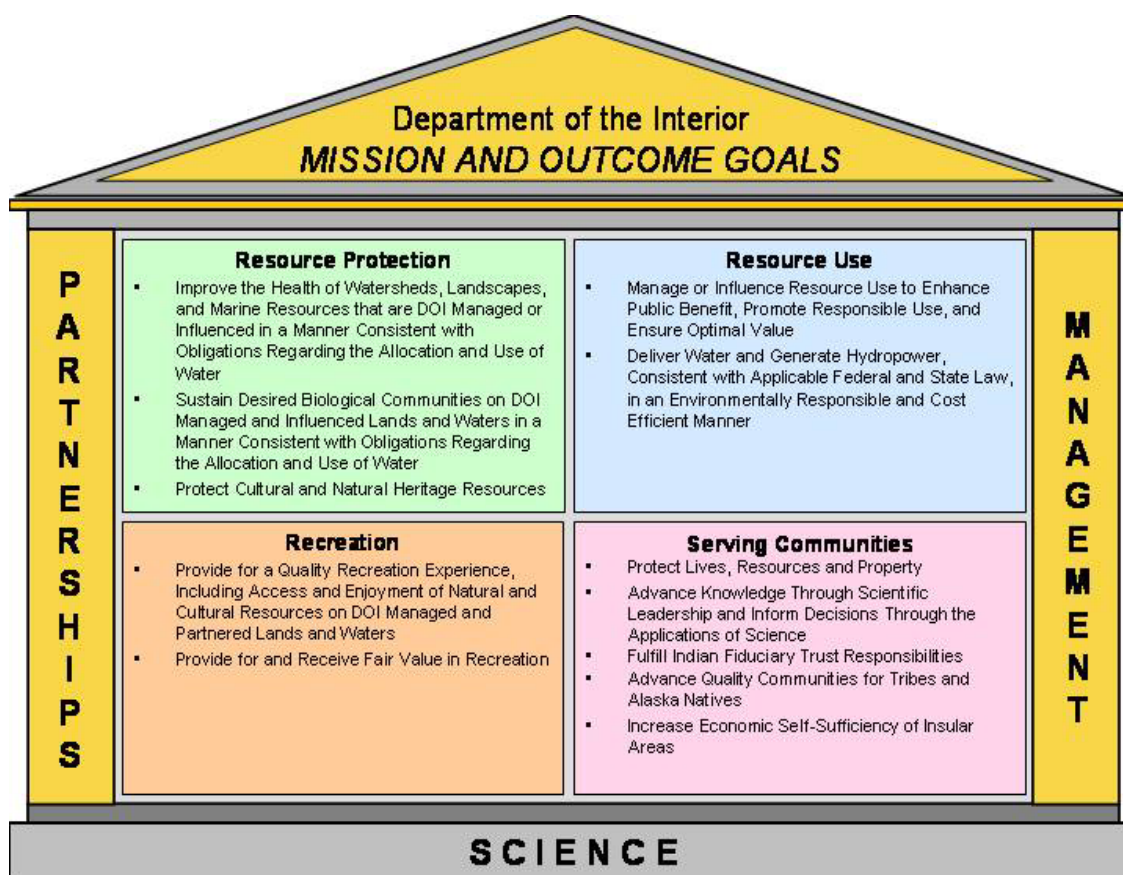 Department of the Interior
MISSION AND OUTCOME GOALS
PARTNERSHIPS
Resource Protection
▪ Improve the Health of Watersheds, Landscapes,
and Marine Resources that are DOI Managed or
Influenced in a Manner Consistent with
Obligations Regarding the Allocation and Use of
Water
▪ Sustain Desired Biological Communities on DOI
Managed and Influenced Lands and Waters in a
Manner Consistent with Obligations Regarding
the Allocation and Use of Water
▪ Protect Cultural and Natural Heritage Resources
Resource Use
▪ Manage or Influence Resource Use to Enhance
Public Benefit, Promote Responsible Use, and
Ensure Optimal Value
▪ Deliver Water and Generate Hydropower,
Consistent with Applicable Federal and State Law,
in an Environmentally Responsible and Cost
Efficient Manner
Recreation
▪ Provide for a Quality Recreation Experience,
Including Access and Enjoyment of Natural and
Cultural Resources on DOI Managed and
Partnered Lands and Waters
▪ Provide for and Receive Fair Value in Recreation
Serving Communities
▪ Protect Lives, Resources and Property
▪ Advance Knowledge Through Scientific
Leadership and Inform Decisions Through the
Applications of Science
▪ Fulfill Indian Fiduciary Trust Responsibilities
▪ Advance Quality Communities for Tribes and
Alaska Natives
▪ Increase Economic Self-Sufficiency of Insular
Areas
MANAGEMENT
SCIENCE